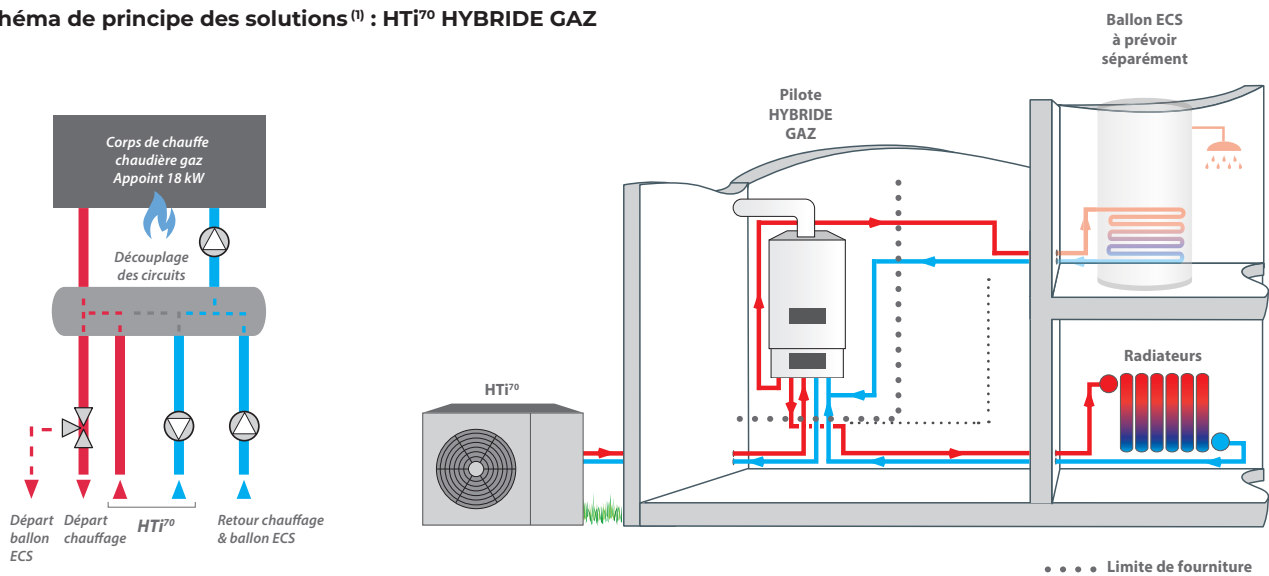 héma de principe des solutions (1) : HTi70 HYBRIDE GAZ
Corps de chauffe
chaudière gaz
Appoint 18 kW
Découplage
des circuits
Départ
ballon
ECS
Départ
chauffage
HTi70
Retour chauffage
& ballon ECS
HTi70
Pilote
HYBRIDE
GAZ
Ballon ECS
à prévoir
séparément
Radiateurs
Limite de fourniture